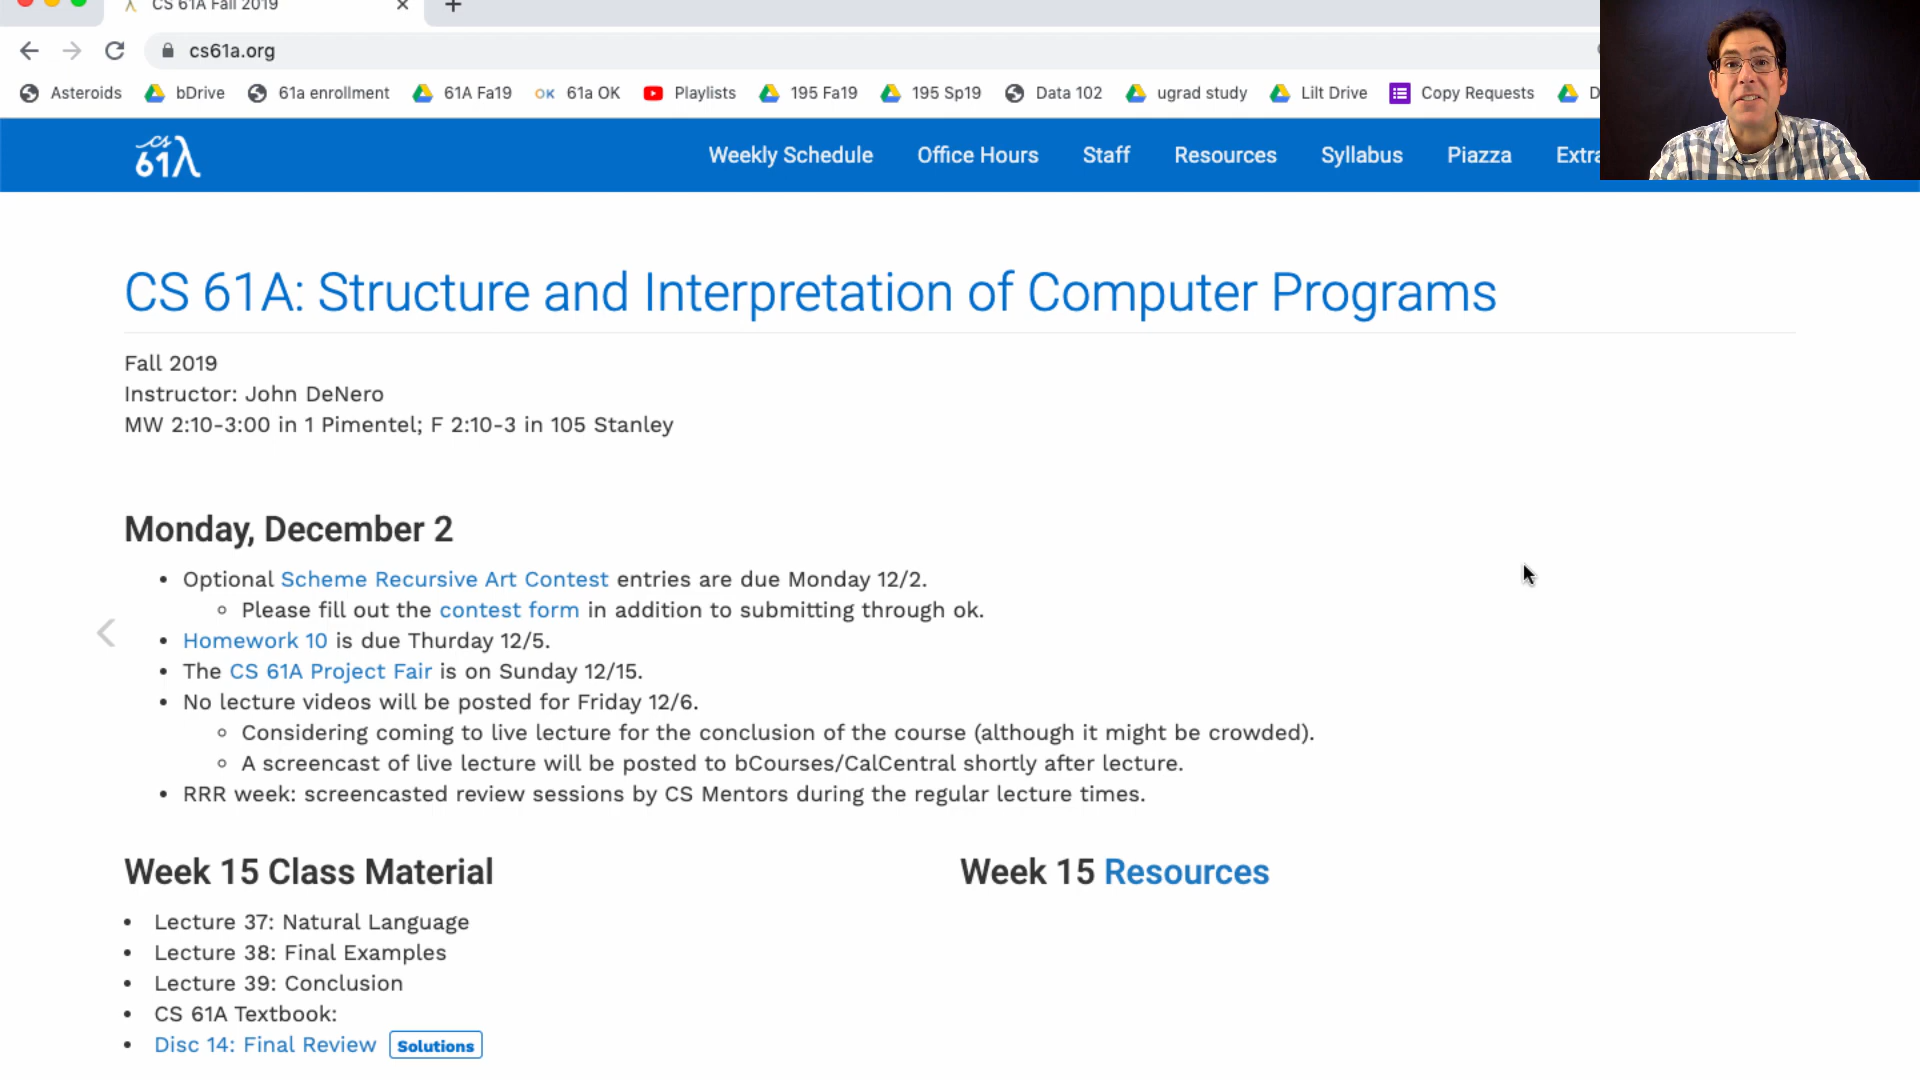 CS 61A Fall 2019
cs61a.org
Asteroids bDrive 61a enrollment 61A Fa19 OK 61a OK Playlists 195 Fa19 195 Sp19 Data 102 ugrad study Lilt Drive Copy Requests D
cs 61λ Weekly Schedule Office Hours Staff Resources Syllabus Piazza Extra
CS 61A: Structure and Interpretation of Computer Programs
Fall 2019
Instructor: John DeNero
MW 2:10-3:00 in 1 Pimentel; F 2:10-3 in 105 Stanley
Monday, December 2
• Optional Scheme Recursive Art Contest entries are due Monday 12/2.
◦ Please fill out the contest form in addition to submitting through ok.
• Homework 10 is due Thurday 12/5.
• The CS 61A Project Fair is on Sunday 12/15.
• No lecture videos will be posted for Friday 12/6.
◦ Considering coming to live lecture for the conclusion of the course (although it might be crowded).
◦ A screencast of live lecture will be posted to bCourses/CalCentral shortly after lecture.
• RRR week: screencasted review sessions by CS Mentors during the regular lecture times.
Week 15 Class Material
• Lecture 37: Natural Language
• Lecture 38: Final Examples
• Lecture 39: Conclusion
• CS 61A Textbook:
• Disc 14: Final Review Solutions
Week 15 Resources